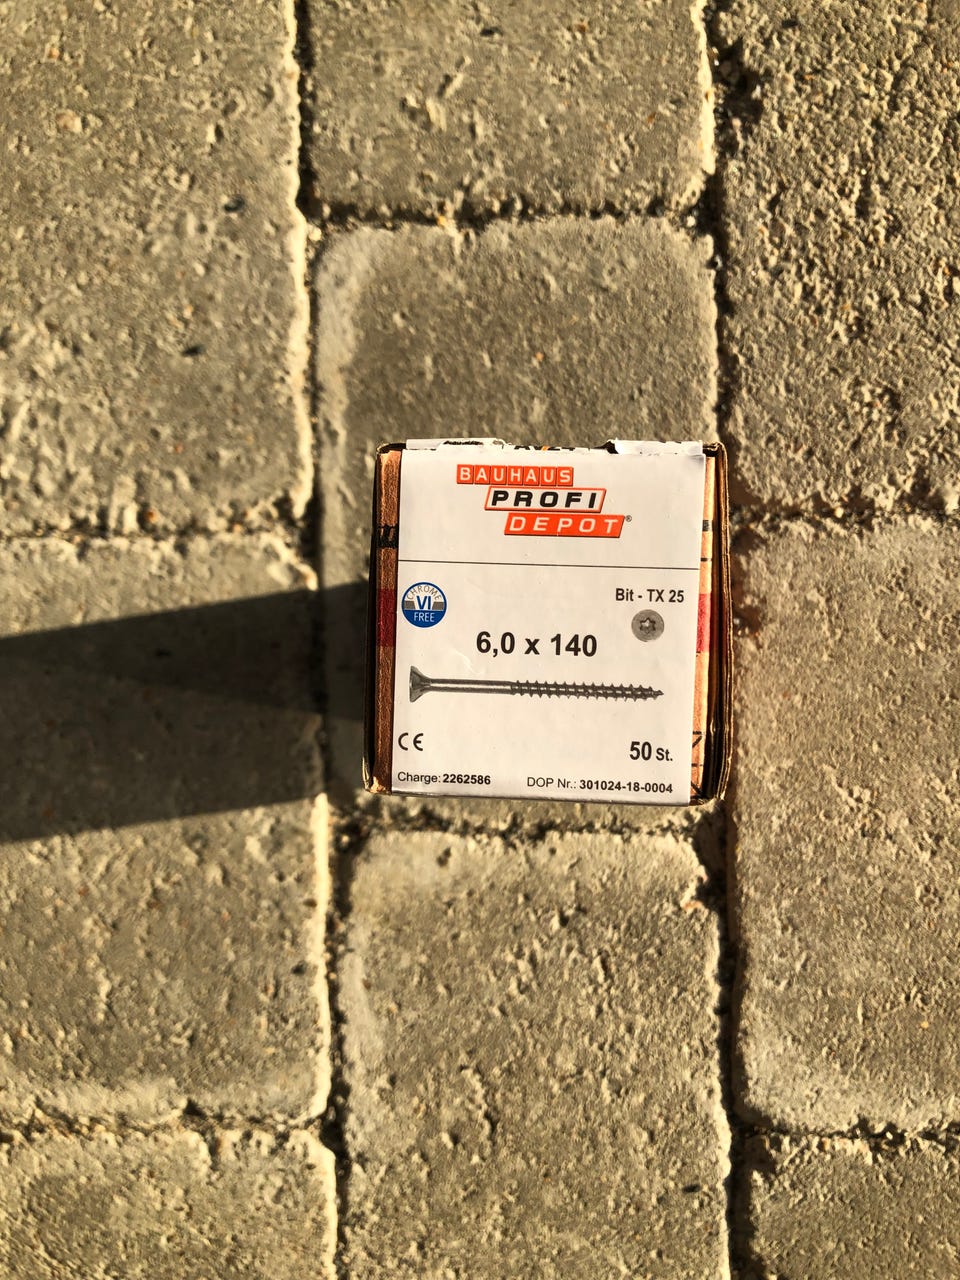 BAUHAUS
PROFI
DEPOT®
CHROME
VI
FREE
Bit - TX 25
6,0 x 140
CE
50 St.
Charge: 2262586
DOP Nr.: 301024-18-0004